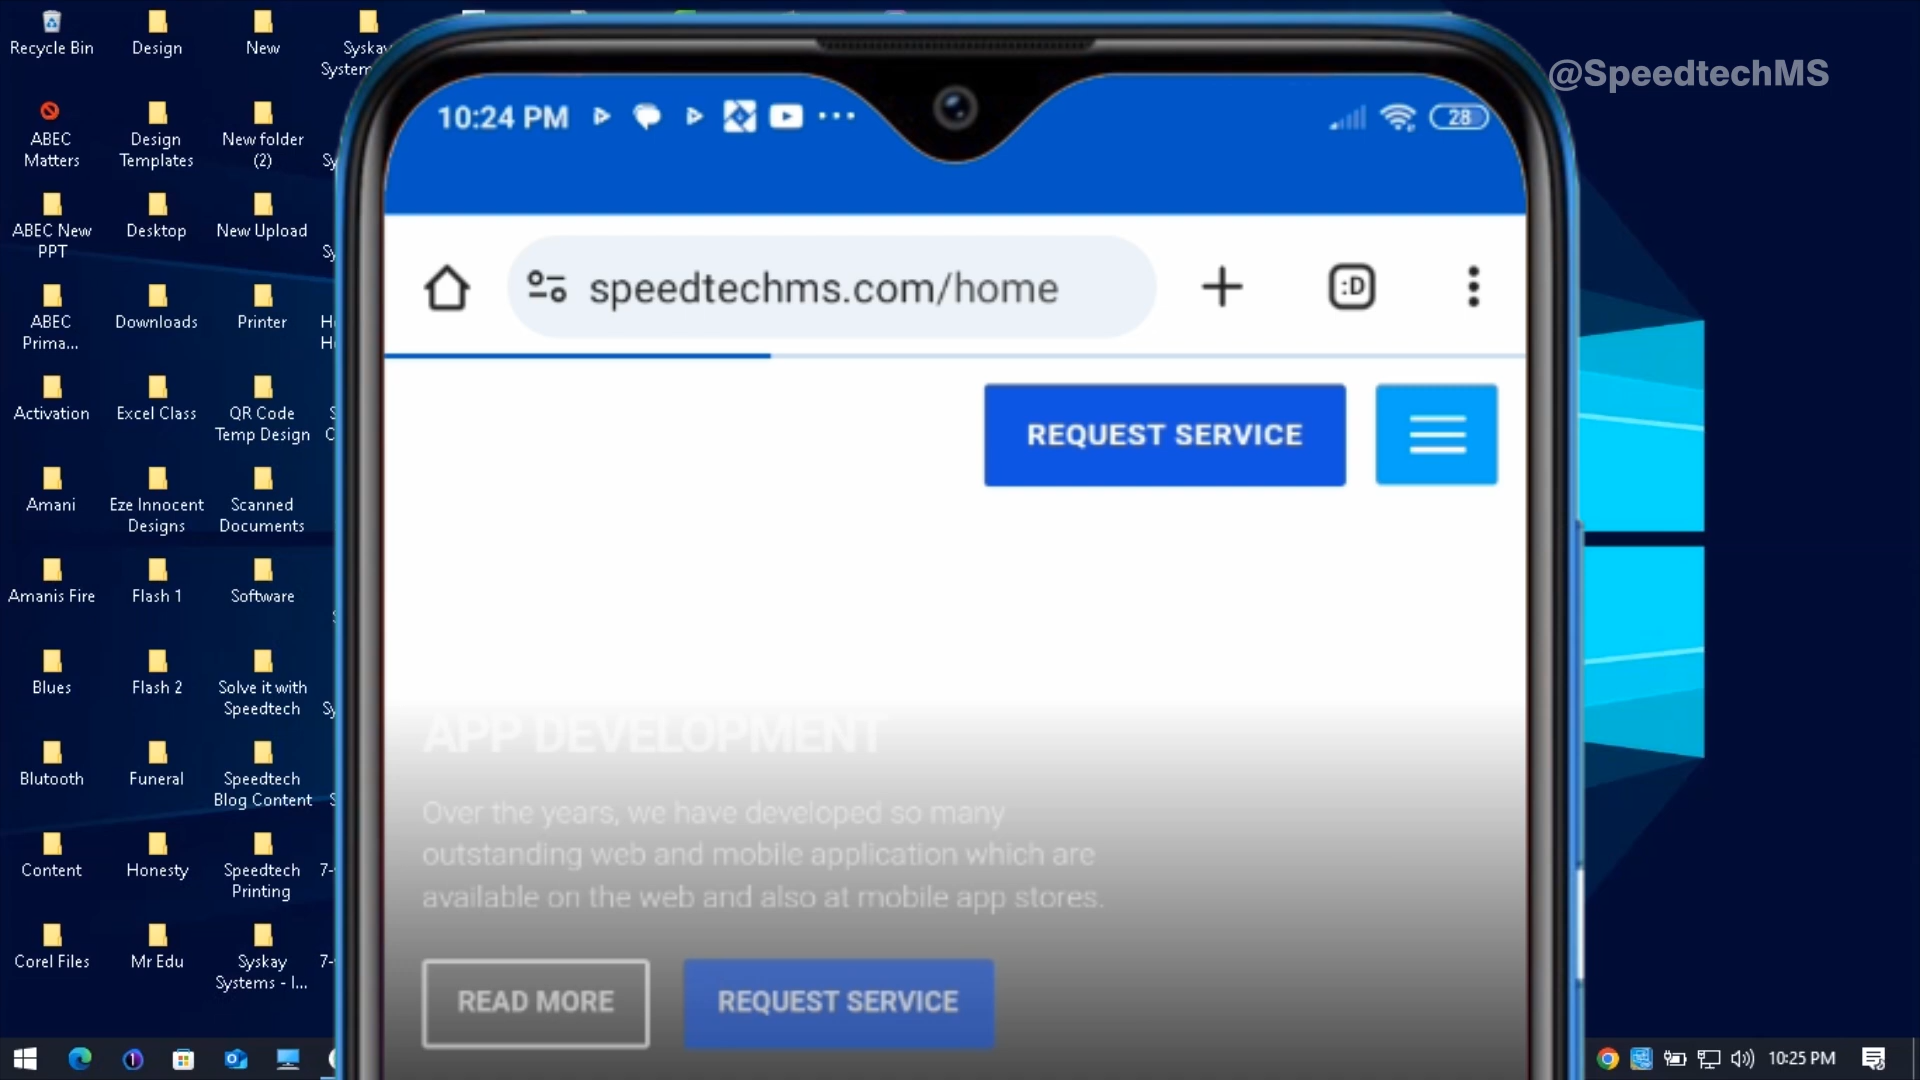 Recycle Bin
Design
New
Syskay
System
@SpeedtechMS
10:24 PM
28
ABEC
Matters
Design
Templates
New folder
(2)
ABEC New
PPT
Desktop
New Upload
speedtechms.com/home
:D
ABEC
Prima...
Downloads
Printer
Activation
Excel Class
QR Code
Temp Design
REQUEST SERVICE
Amani
Eze Innocent
Designs
Scanned
Documents
Amanis Fire
Flash 1
Software
Blues
Flash 2
Solve it with
Speedtech
APP DEVELOPMENT
Blutooth
Funeral
Speedtech
Blog Content
Over the years, we have developed so many
outstanding web and mobile application which are
available on the web and also at mobile app stores.
Content
Honesty
Speedtech
Printing
Corel Files
Mr Edu
Syskay
Systems - I...
READ MORE
REQUEST SERVICE
10:25 PM